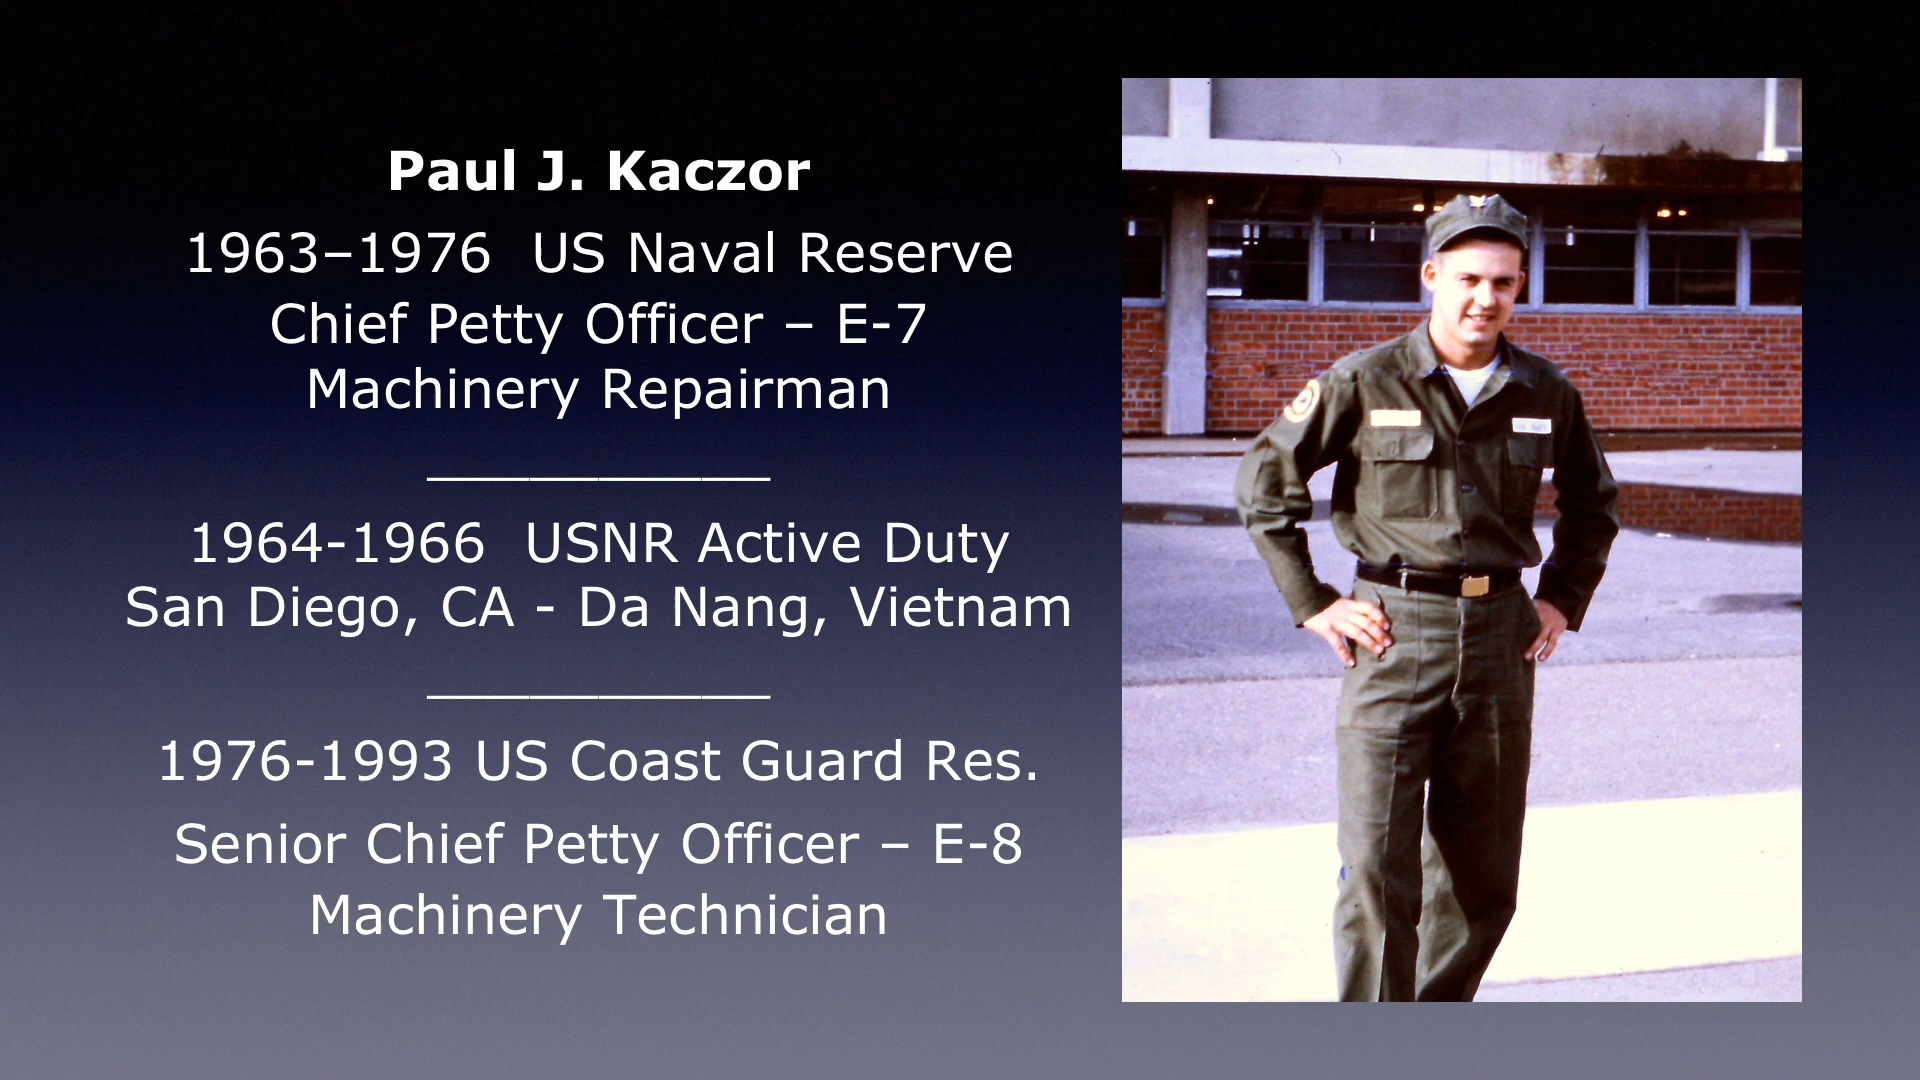 Paul J. Kaczor
1963–1976  US Naval Reserve
Chief Petty Officer – E-7
Machinery Repairman
1964-1966  USNR Active Duty
San Diego, CA - Da Nang, Vietnam
1976-1993 US Coast Guard Res.
Senior Chief Petty Officer – E-8
Machinery Technician